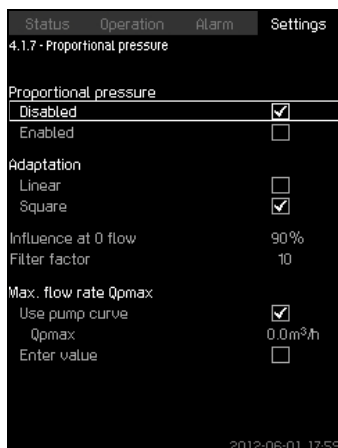 Status Operation Alarm Settings
4.1.7 - Proportional pressure
Proportional pressure
Disabled
Enabled
Adaptation
Linear
Square
Influence at 0 flow 90%
Filter factor 10
Max. flow rate Qpmax
Use pump curve
Qpmax 0.0m³/h
Enter value
2012-06-01 17:59